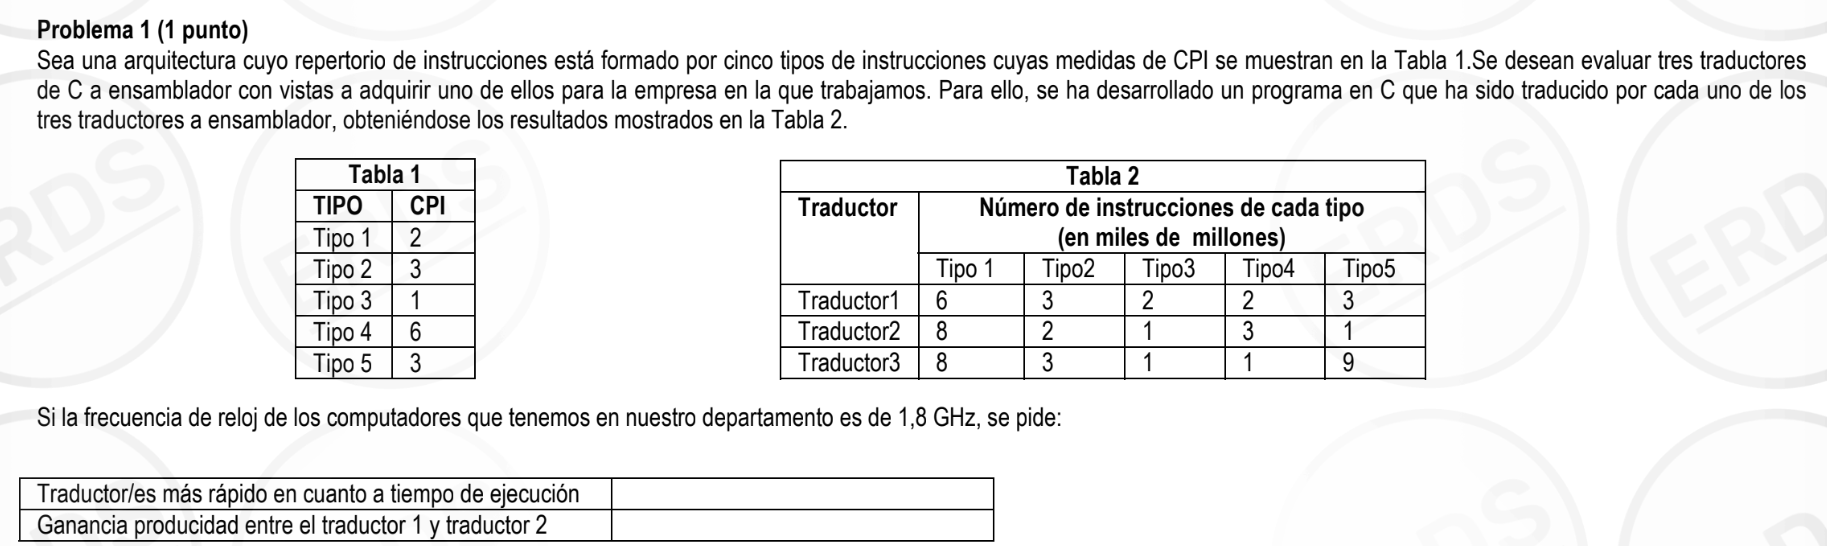 Problema 1 (1 punto)
Sea una arquitectura cuyo repertorio de instrucciones está formado por cinco tipos de instrucciones cuyas medidas de CPI se muestran en la Tabla 1.Se desean evaluar tres traductores
de C a ensamblador con vistas a adquirir uno de ellos para la empresa en la que trabajamos. Para ello, se ha desarrollado un programa en C que ha sido traducido por cada uno de los
tres traductores a ensamblador, obteniéndose los resultados mostrados en la Tabla 2.
Tabla 1
TIPO CPI
Tipo 1 2
Tipo 2 3
Tipo 3 1
Tipo 4 6
Tipo 5 3
Tabla 2
Traductor Número de instrucciones de cada tipo
(en miles de millones)
Tipo 1 Tipo2 Tipo3 Tipo4 Tipo5
Traductor1 6 3 2 2 3
Traductor2 8 2 1 3 1
Traductor3 8 3 1 1 9
Si la frecuencia de reloj de los computadores que tenemos en nuestro departamento es de 1,8 GHz, se pide:
Traductor/es más rápido en cuanto a tiempo de ejecución
Ganancia producidad entre el traductor 1 y traductor 2
ERDS
ERDS
ERDS
ERDS
ERDS